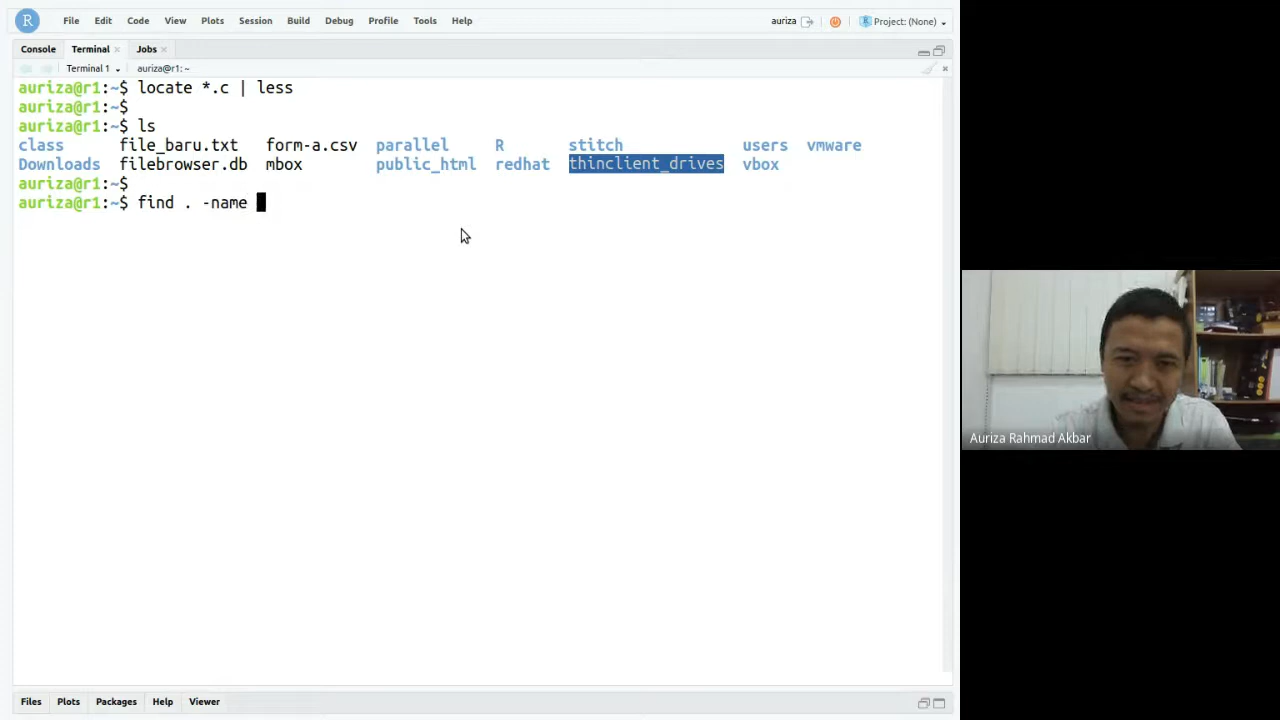 R File Edit Code View Plots Session Build Debug Profile Tools Help auriza Project: (None)
Console Terminal Jobs
Terminal 1 auriza@r1: ~
auriza@r1:~$ locate *.c | less
auriza@r1:~$
auriza@r1:~$ ls
class file_baru.txt form-a.csv parallel R stitch users vmware
Downloads filebrowser.db mbox public_html redhat thinclient_drives vbox
auriza@r1:~$
auriza@r1:~$ find . -name
Auriza Rahmad Akbar
Files Plots Packages Help Viewer